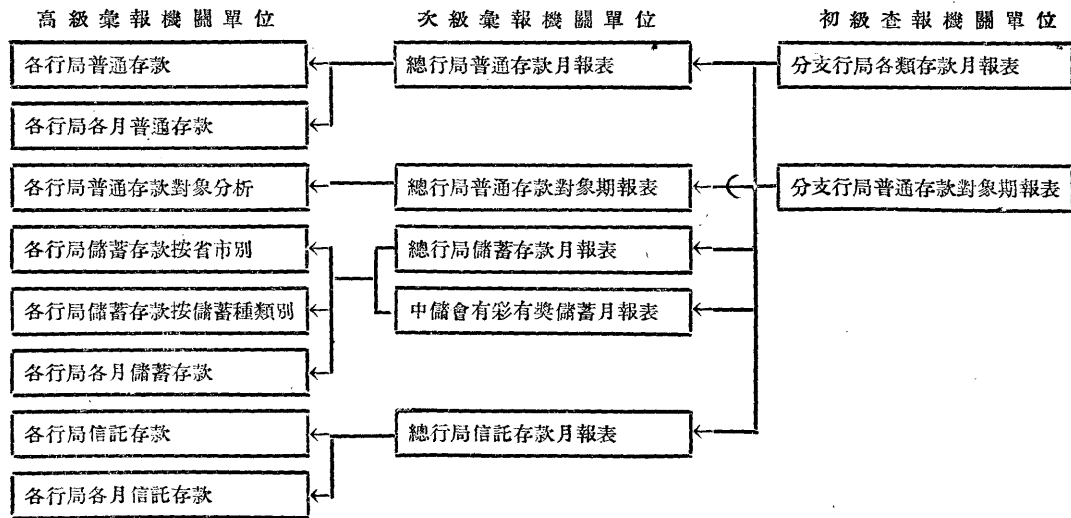 高級彙報機關單位
次級彙報機關單位
初級查報機關單位
各行局普通存款
總行局普通存款月報表
分支行局各類存款月報表
各行局各月普通存款
各行局普通存款對象分析
總行局普通存款對象期報表
分支行局普通存款對象期報表
各行局儲蓄存款按省市別
總行局儲蓄存款月報表
各行局儲蓄存款按儲蓄種類別
中儲會有彩有獎儲蓄月報表
各行局各月儲蓄存款
各行局信託存款
總行局信託存款月報表
各行局各月信託存款